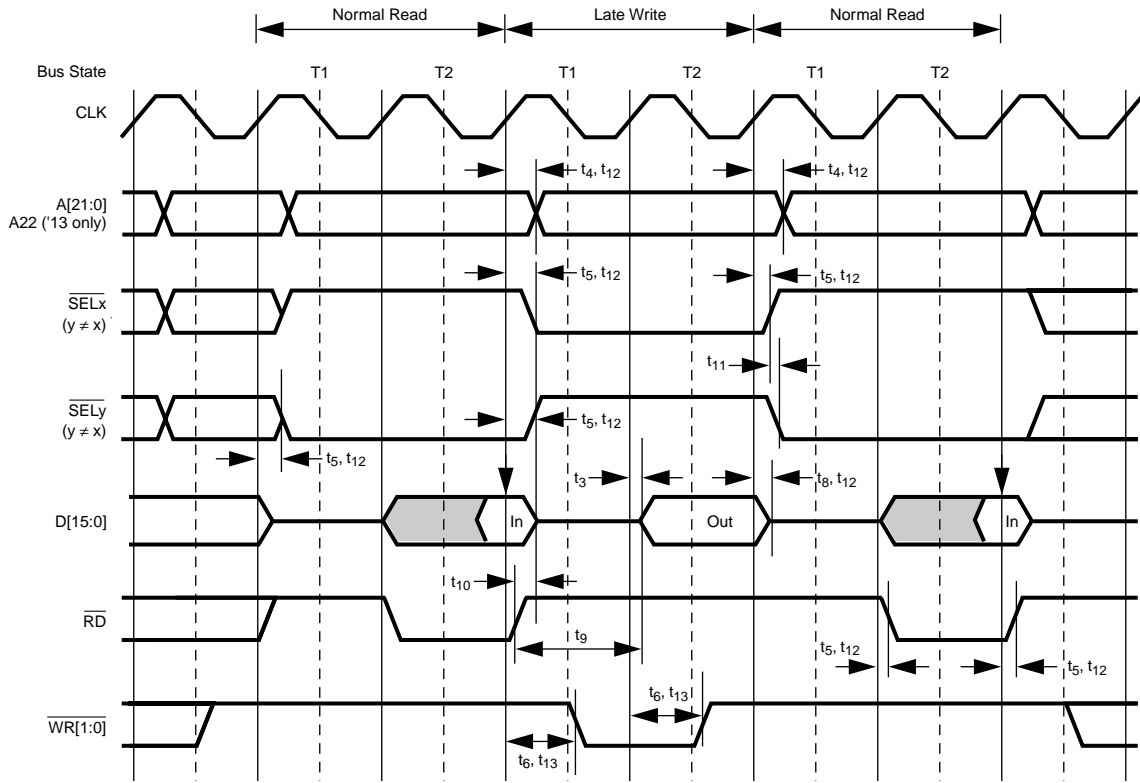 Normal Read Late Write Normal Read
Bus State T1 T2 T1 T2 T1 T2
CLK
t4, t12 t4, t12
A[21:0]
A22 ('13 only)
t5, t12 t5, t12
SELx
(y ≠ x)
t11
SELy
(y ≠ x)
t5, t12
t5, t12
t3 t8, t12
D[15:0] In Out In
t10
RD
t9
t5, t12 t5, t12
t6, t13
WR[1:0]
t6, t13